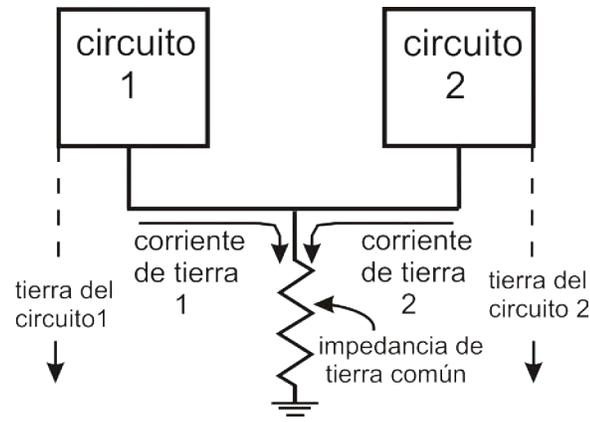 circuito
1
circuito
2
corriente
de tierra
1
corriente
de tierra
2
tierra del
circuito1
tierra del
circuito 2
impedancia de
tierra común